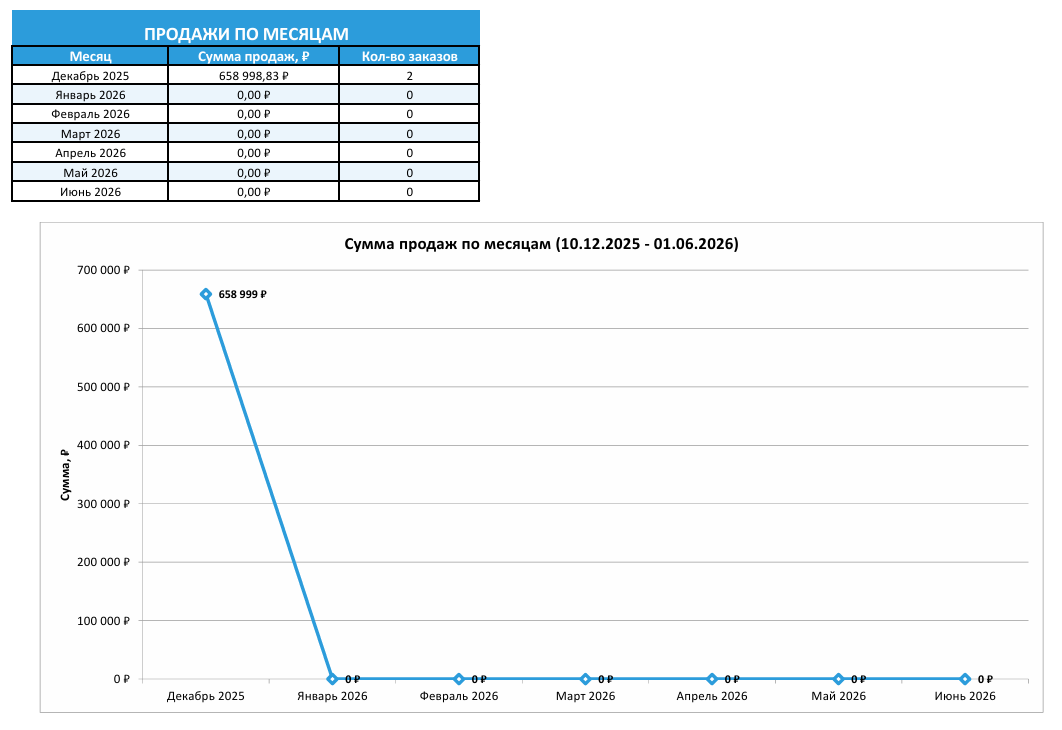 ПРОДАЖИ ПО МЕСЯЦАМ
Месяц Сумма продаж, ₽ Кол-во заказов
Декабрь 2025 658 998,83 ₽ 2
Январь 2026 0,00 ₽ 0
Февраль 2026 0,00 ₽ 0
Март 2026 0,00 ₽ 0
Апрель 2026 0,00 ₽ 0
Май 2026 0,00 ₽ 0
Июнь 2026 0,00 ₽ 0
Сумма продаж по месяцам (10.12.2025 - 01.06.2026)
700 000 ₽
658 999 ₽
600 000 ₽
500 000 ₽
400 000 ₽
Сумма, ₽
300 000 ₽
200 000 ₽
100 000 ₽
0 ₽ 0 ₽ 0 ₽ 0 ₽ 0 ₽ 0 ₽ 0 ₽
Декабрь 2025 Январь 2026 Февраль 2026 Март 2026 Апрель 2026 Май 2026 Июнь 2026